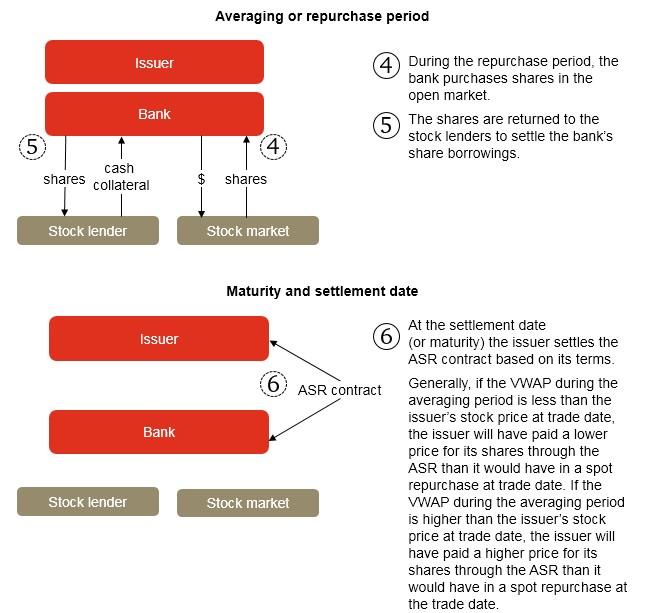 Averaging or repurchase period
Issuer
Bank
5
4
shares
cash
collateral
$
shares
Stock lender
Stock market
4
During the repurchase period, the
bank purchases shares in the
open market.
5
The shares are returned to the
stock lenders to settle the bank's
share borrowings.
Maturity and settlement date
Issuer
6
ASR contract
Bank
Stock lender
Stock market
6
At the settlement date
(or maturity) the issuer settles the
ASR contract based on its terms.
Generally, if the VWAP during the
averaging period is less than the
issuer's stock price at trade date,
the issuer will have paid a lower
price for its shares through the
ASR than it would have in a spot
repurchase at trade date. If the
VWAP during the averaging period
is higher than the issuer's stock
price at trade date, the issuer will
have paid a higher price for its
shares through the ASR than it
would have in a spot repurchase at
the trade date.